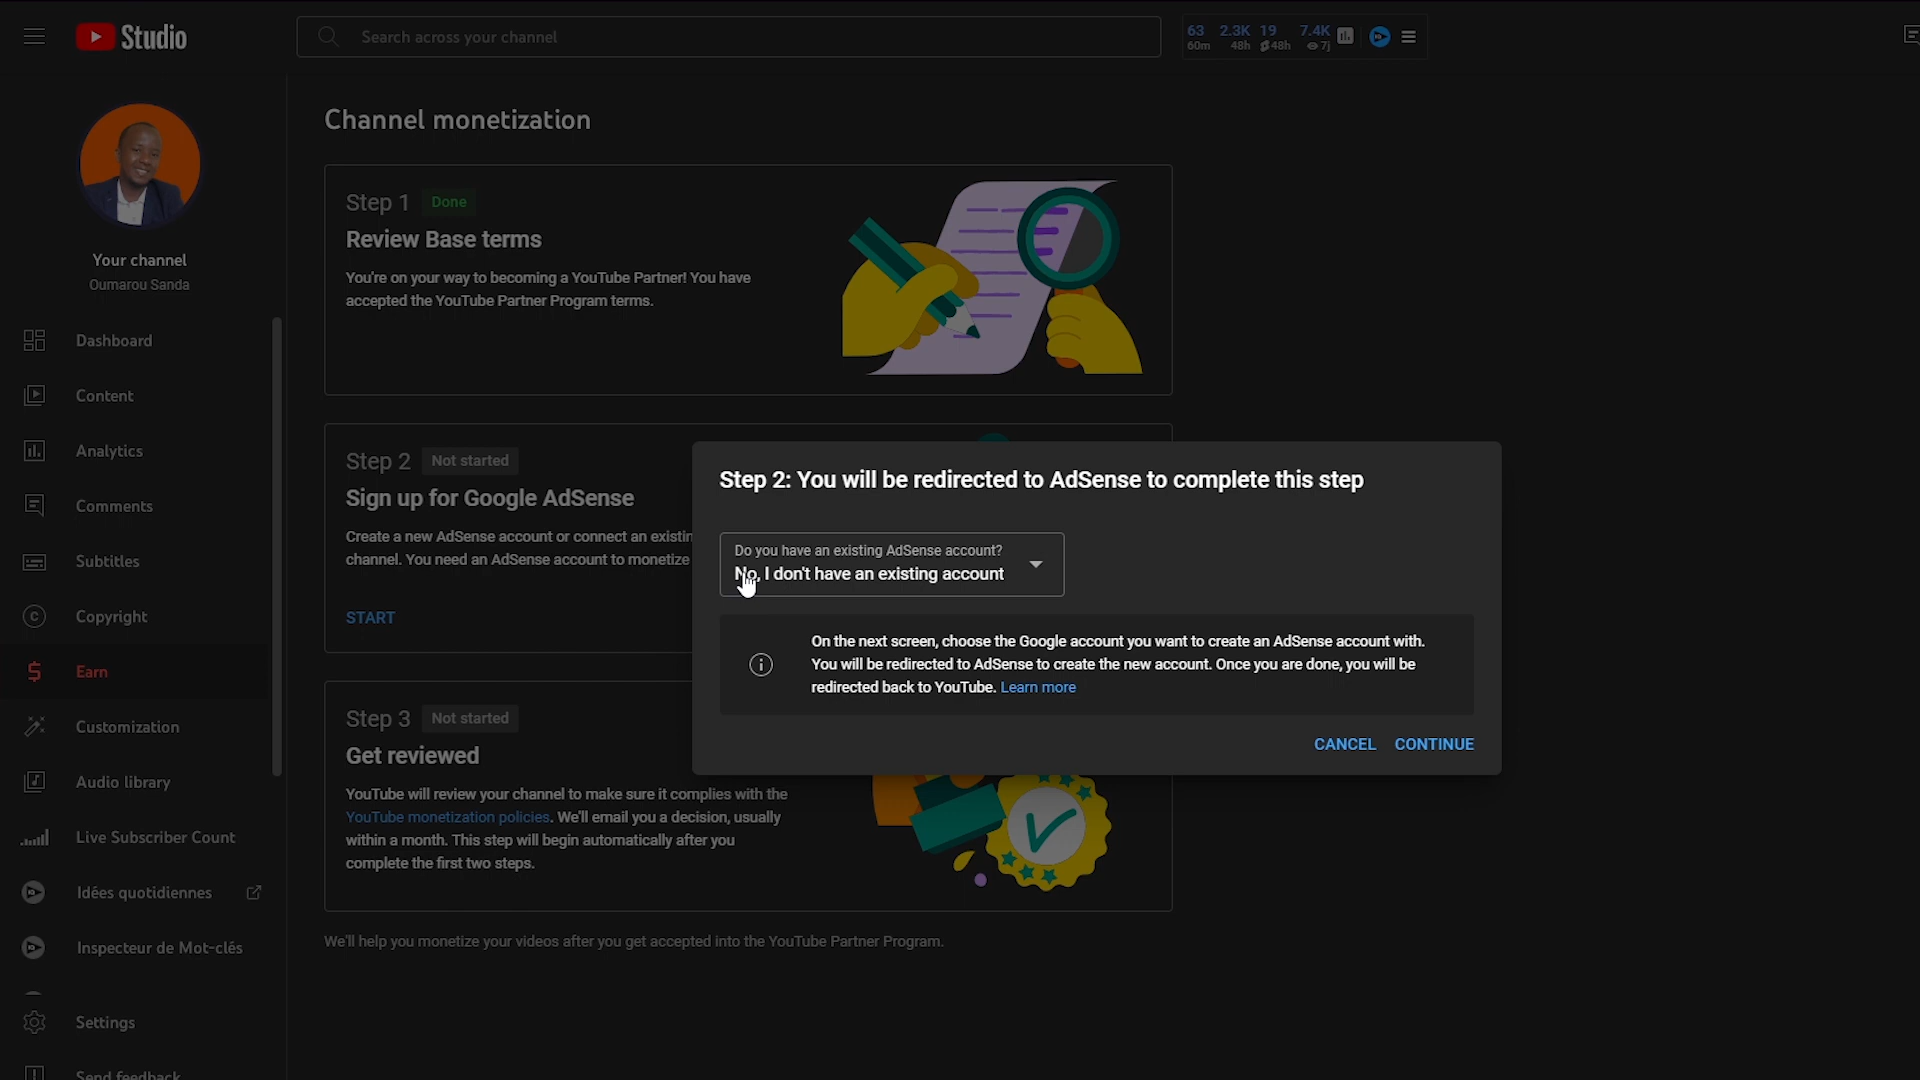 Studio
Search across your channel
63 2.3K 19 7.4K
60m 48h 48h 7j
Your channel
Oumarou Sanda
Dashboard
Content
Analytics
Comments
Subtitles
Copyright
Earn
Customization
Audio library
Live Subscriber Count
Idées quotidiennes
Inspecteur de Mot-clés
Settings
Send feedback
Channel monetization
Step 1 Done
Review Base terms
You're on your way to becoming a YouTube Partner! You have
accepted the YouTube Partner Program terms.
Step 2 Not started
Sign up for Google AdSense
Create a new AdSense account or connect an existin
channel. You need an AdSense account to monetize
START
Step 3 Not started
Get reviewed
YouTube will review your channel to make sure it complies with the
YouTube monetization policies. We'll email you a decision, usually
within a month. This step will begin automatically after you
complete the first two steps.
We'll help you monetize your videos after you get accepted into the YouTube Partner Program.
Step 2: You will be redirected to AdSense to complete this step
Do you have an existing AdSense account?
No, I don't have an existing account
On the next screen, choose the Google account you want to create an AdSense account with.
You will be redirected to AdSense to create the new account. Once you are done, you will be
redirected back to YouTube. Learn more
CANCEL CONTINUE